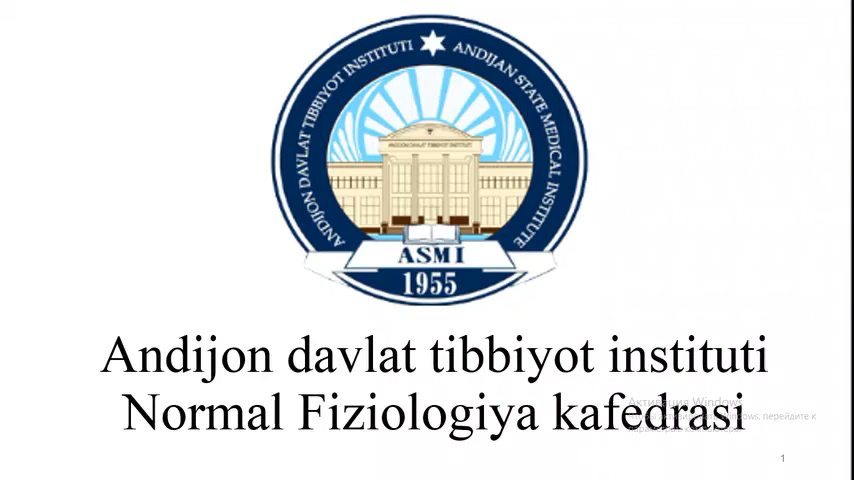 ANDIJON DAVLAT TIBBIYOT INSTITUTI
ANDIJAN STATE MEDICAL INSTITUTE
ASMI
1955
Andijon davlat tibbiyot instituti
Normal Fiziologiya kafedrasi
Активация Windows
перейдите к
1